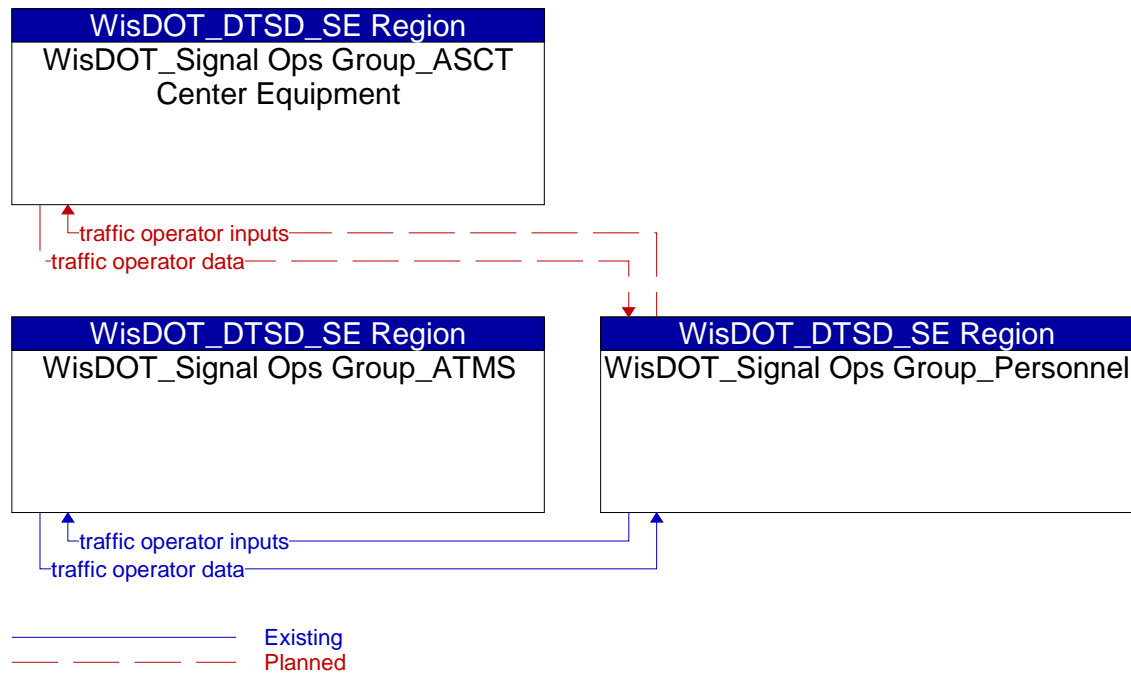 WisDOT_DTSD_SE Region
WisDOT_Signal Ops Group_ASCT
Center Equipment
traffic operator inputs
traffic operator data
WisDOT_DTSD_SE Region
WisDOT_Signal Ops Group_ATMS
WisDOT_DTSD_SE Region
WisDOT_Signal Ops Group_Personnel
traffic operator inputs
traffic operator data
Existing
Planned